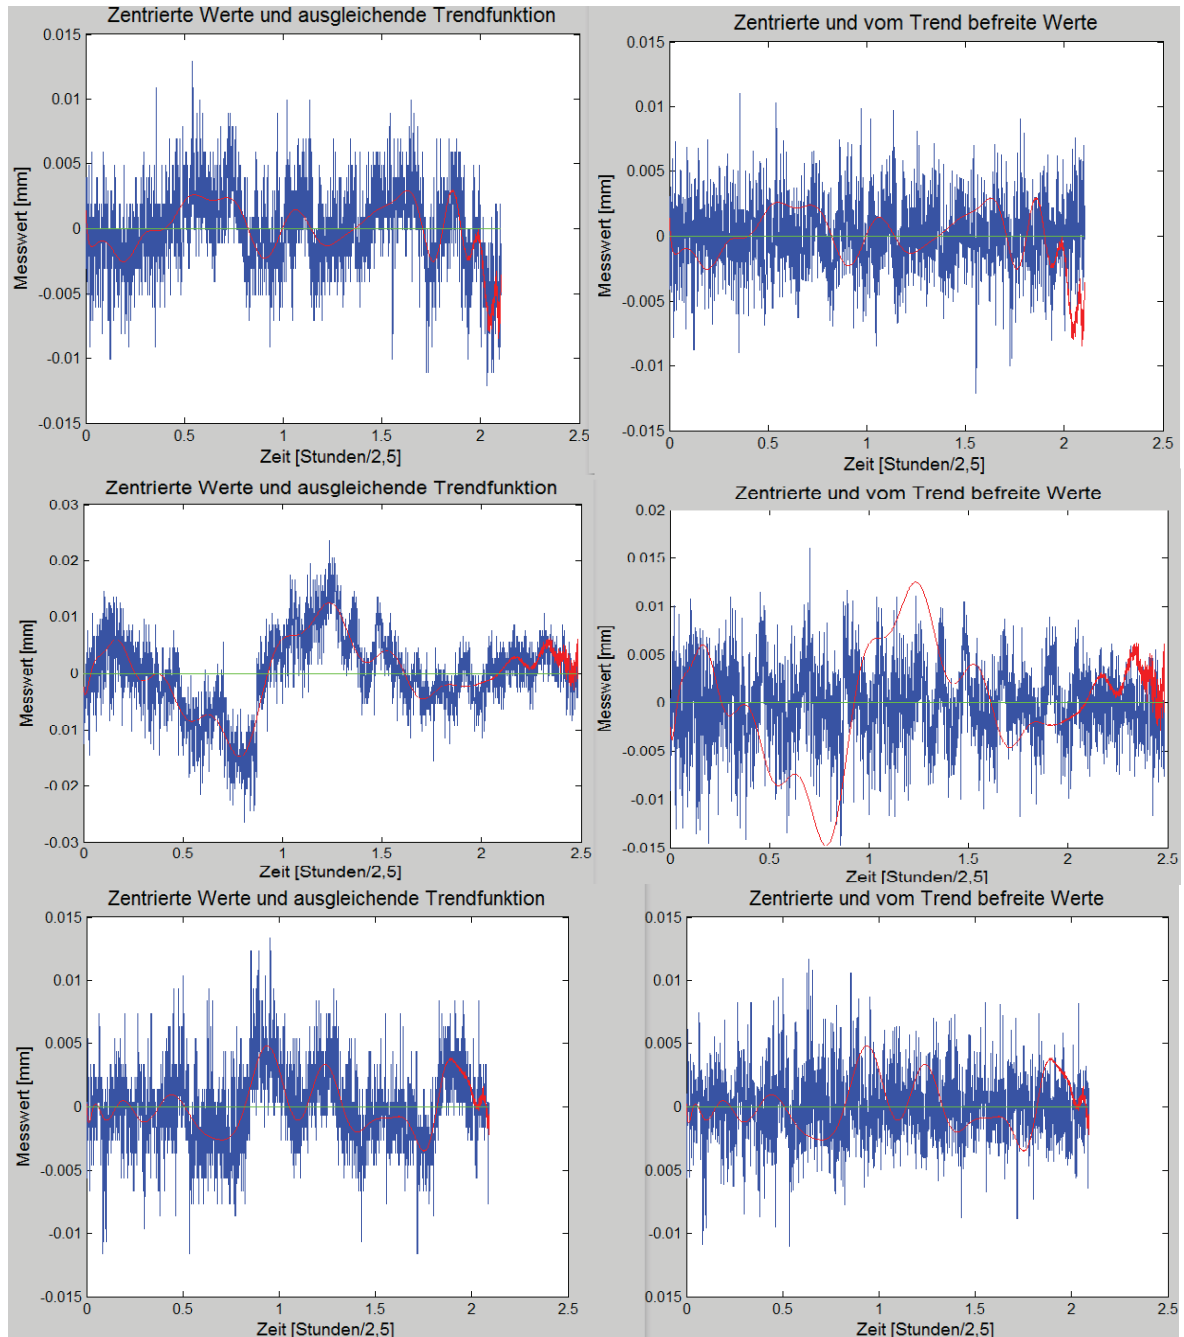 Zentrierte Werte und ausgleichende Trendfunktion
0.015
0.01
0.005
0
-0.005
-0.01
-0.015
Messwert [mm]
0 0.5 1 1.5 2 2.5
Zeit [Stunden/2,5]
Zentrierte und vom Trend befreite Werte
0.015
0.01
0.005
0
-0.005
-0.01
-0.015
Messwert [mm]
0 0.5 1 1.5 2 2.5
Zeit [Stunden/2,5]
Zentrierte Werte und ausgleichende Trendfunktion
0.03
0.02
0.01
0
0.01
-0 02
-0.03
Messwert [mm]
0 0.5 1 1.5 2 2.5
Zeit [Stunden/2,5]
Zentrierte und vom Trend befreite Werte
0.02
0.015
0.01
0.005
0
-0.005
-0.01
-0.015
Messwert [mm]
0 0.5 1 1.5 2 2.5
Zeit [Stunden/2,5]
Zentrierte Werte und ausgleichende Trendfunktion
0.015
0.01
0.005
0
-0.005
-0.01
-0.015
Messwert [mm]
0 0.5 1 1.5 2 2.5
Zeit [Stunden/2,5]
Zentrierte und vom Trend befreite Werte
0.015
0.01
0.005
0
0.005
-0.01
0.015
0 0.5 1 1.5 2 2.5
Zeit [Stunden/2,5]